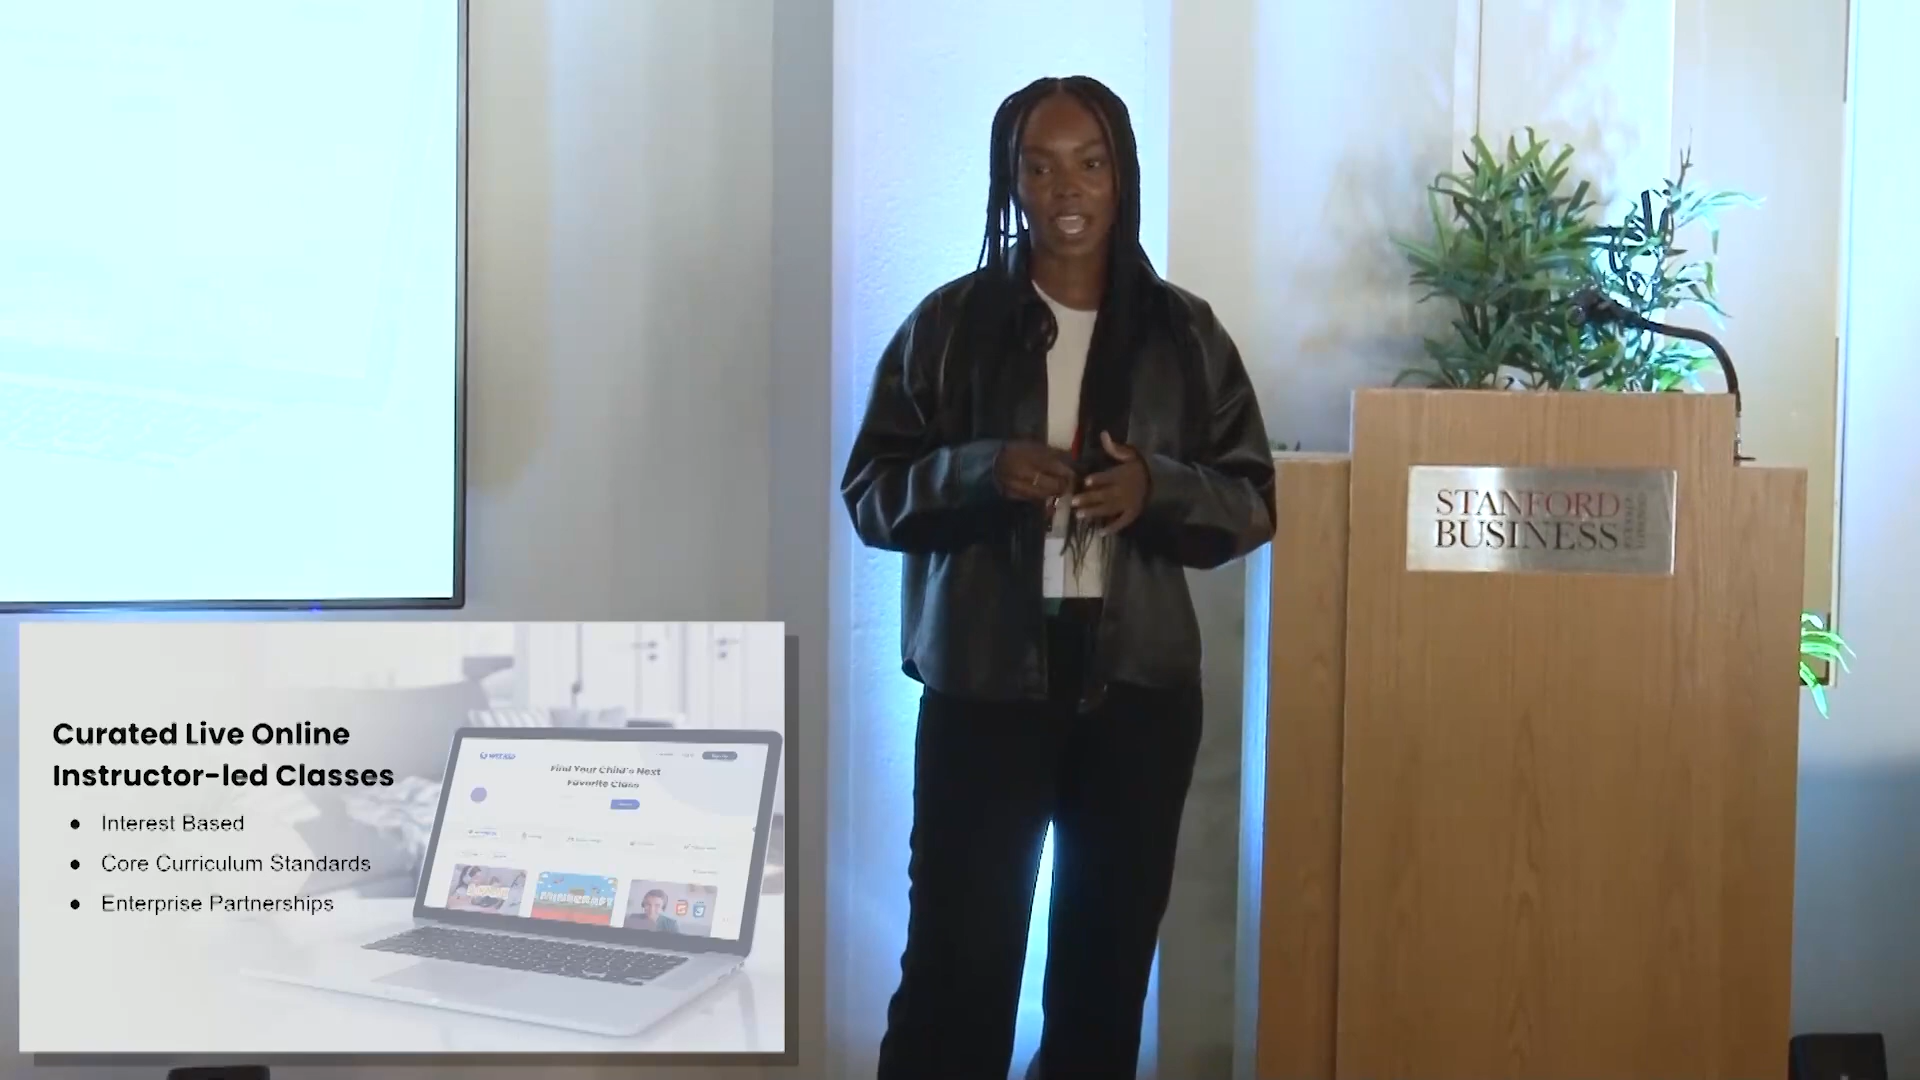 Curated Live Online
Instructor-led Classes
● Interest Based
● Core Curriculum Standards
● Enterprise Partnerships
Find Your Child's Next
Favorite Class
MINECRAFT
STANFORD
BUSINESS